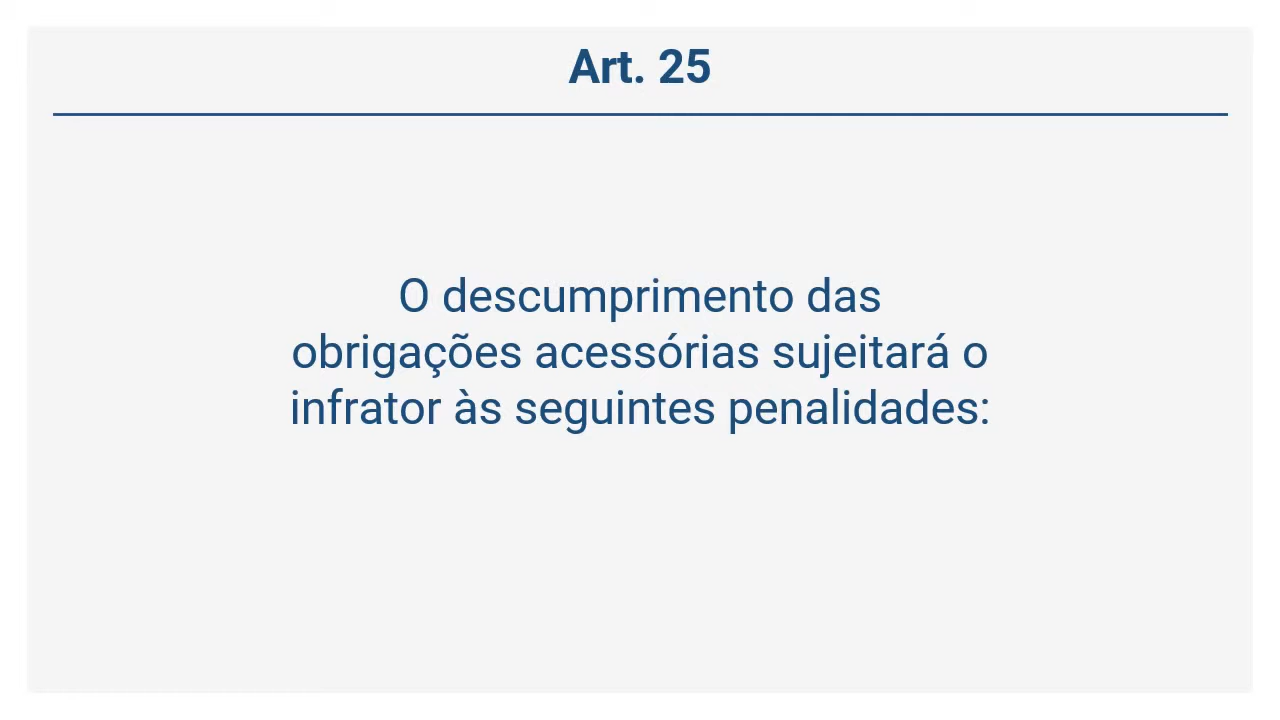 Art. 25
O descumprimento das
obrigações acessórias sujeitará o
infrator às seguintes penalidades: